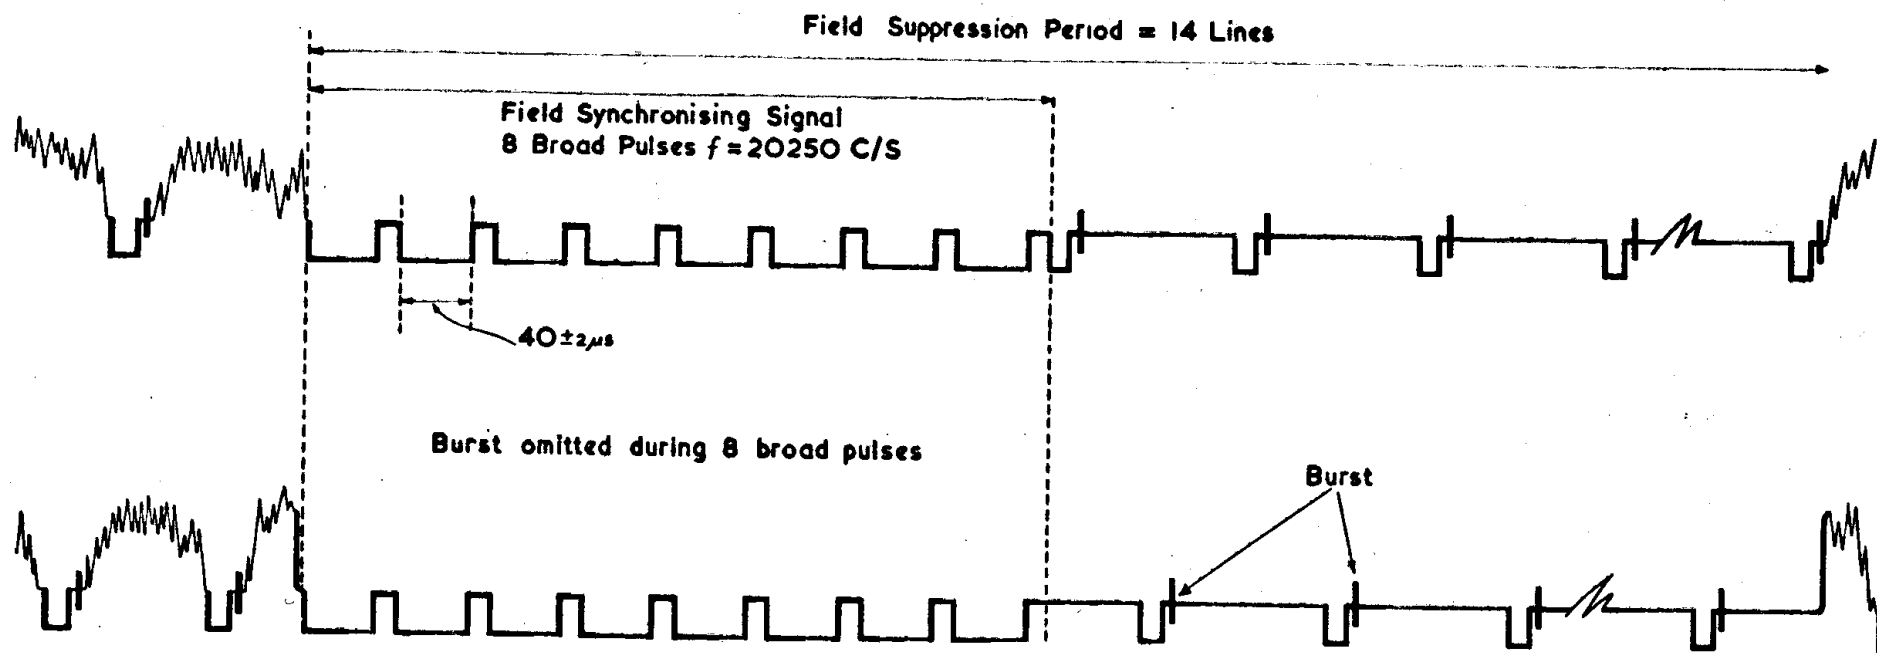 Field Suppression Period = 14 Lines
Field Synchronising Signal
8 Broad Pulses f = 20250 C/S
40±2μs
Burst omitted during 8 broad pulses
Burst